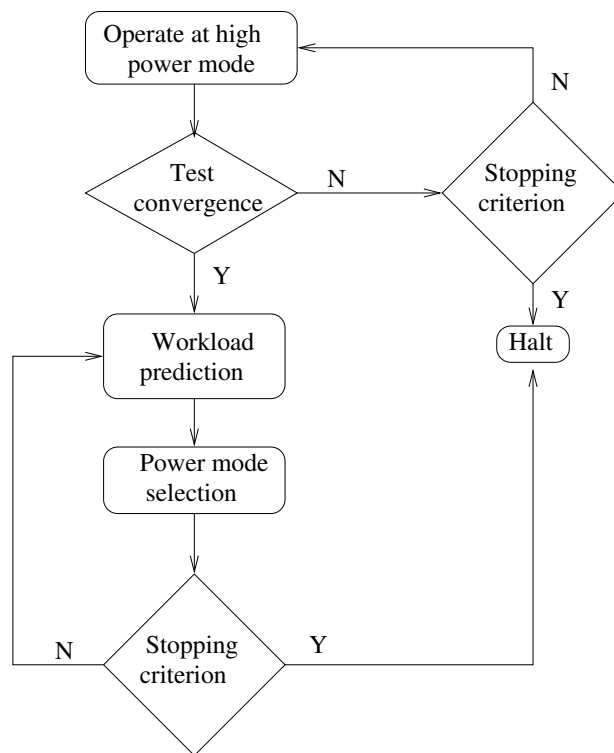 Operate at high
power mode
N
Test
convergence
N
Stopping
criterion
Y
Y
Workload
prediction
Halt
Power mode
selection
N
Stopping
criterion
Y